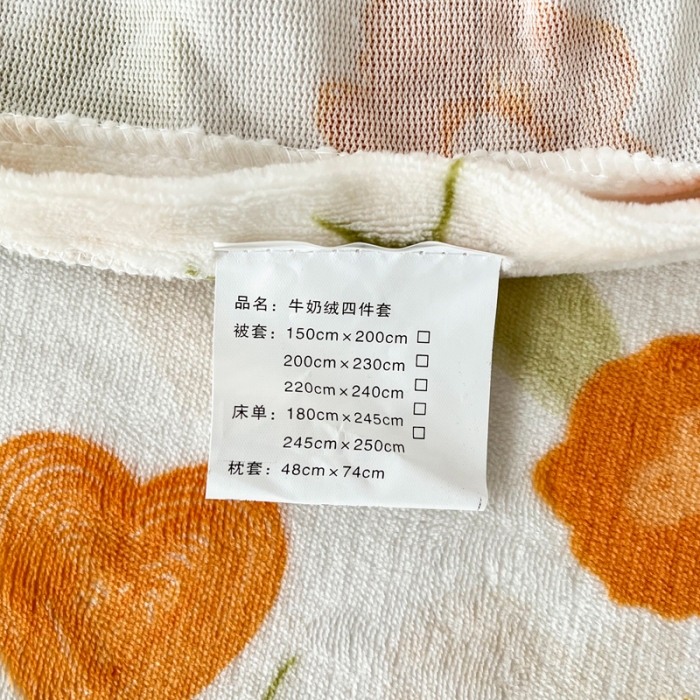 品名：牛奶绒四件套
被套：150cm×200cm □
200cm×230cm □
220cm×240cm □
床单：180cm×245cm □
245cm×250cm □
枕套：48cm×74cm